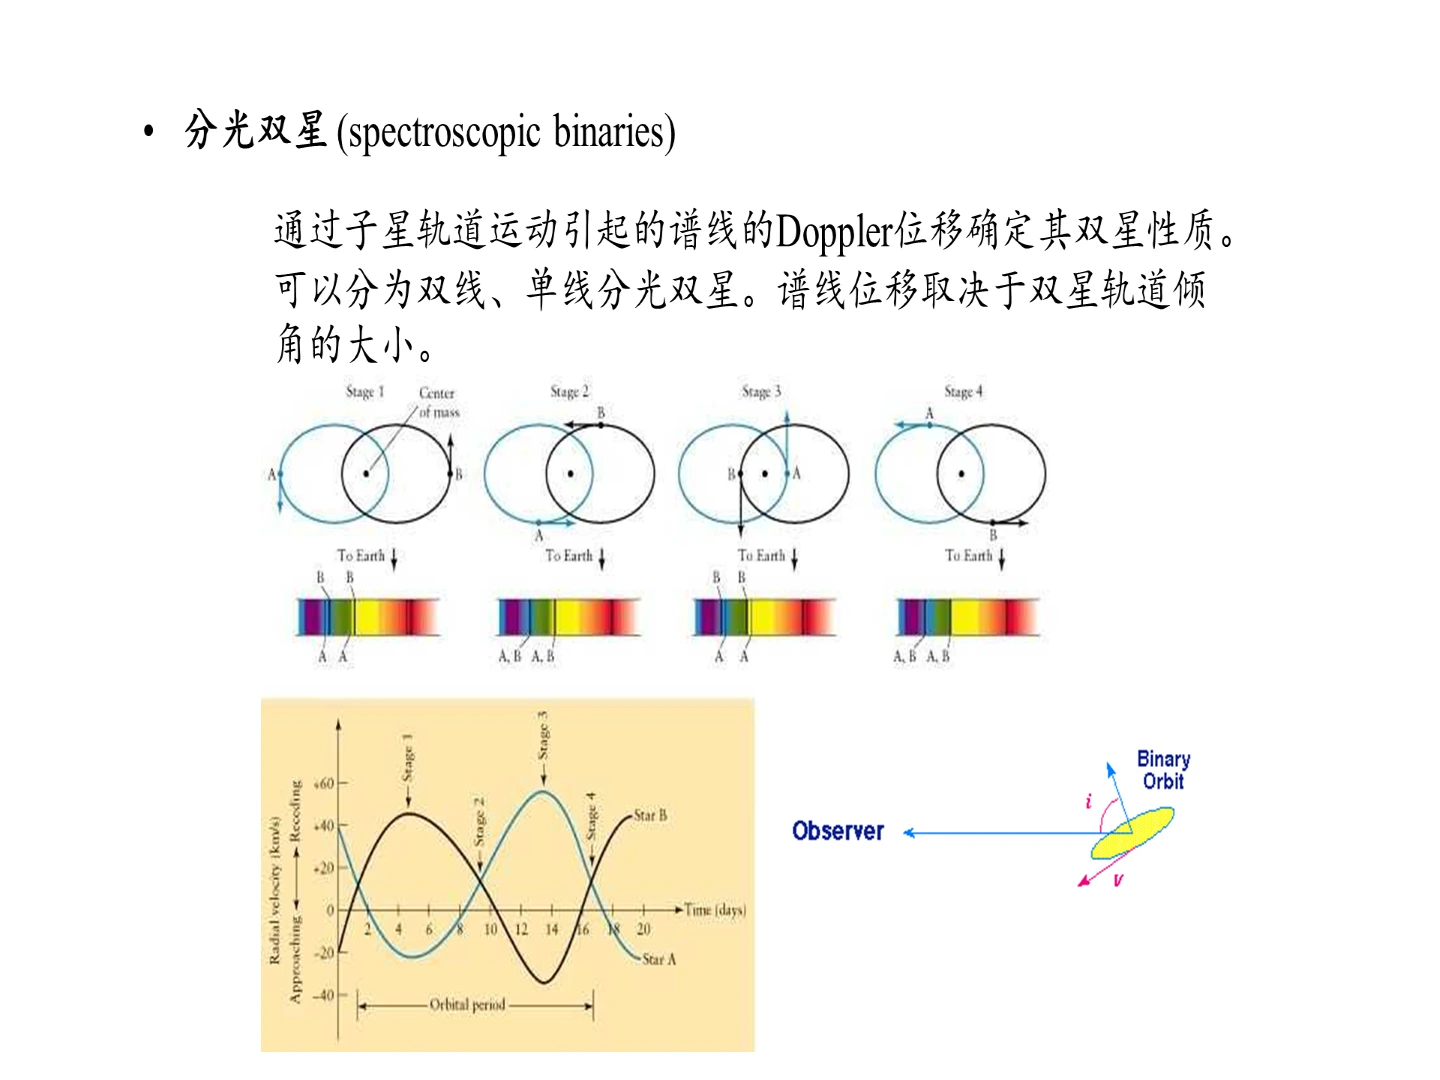 • 分光双星 (spectroscopic binaries)
通过子星轨道运动引起的谱线的Doppler位移确定其双星性质。
可以分为双线、单线分光双星。谱线位移取决于双星轨道倾
角的大小。
Stage 1
Center
of mass
A
B
To Earth
B B
A A
Stage 2
B
A
To Earth
A, B A, B
Stage 3
B
A
To Earth
B B
A A
Stage 4
A
B
To Earth
A, B A, B
Radial velocity (km/s)
Approaching
Receding
+60
+40
+20
0
-20
-40
Stage 1
Stage 2
Stage 3
Stage 4
Star B
Time (days)
2 4 6 8 10 12 14 16 18 20
Star A
Orbital period
Binary
Orbit
i
Observer
v